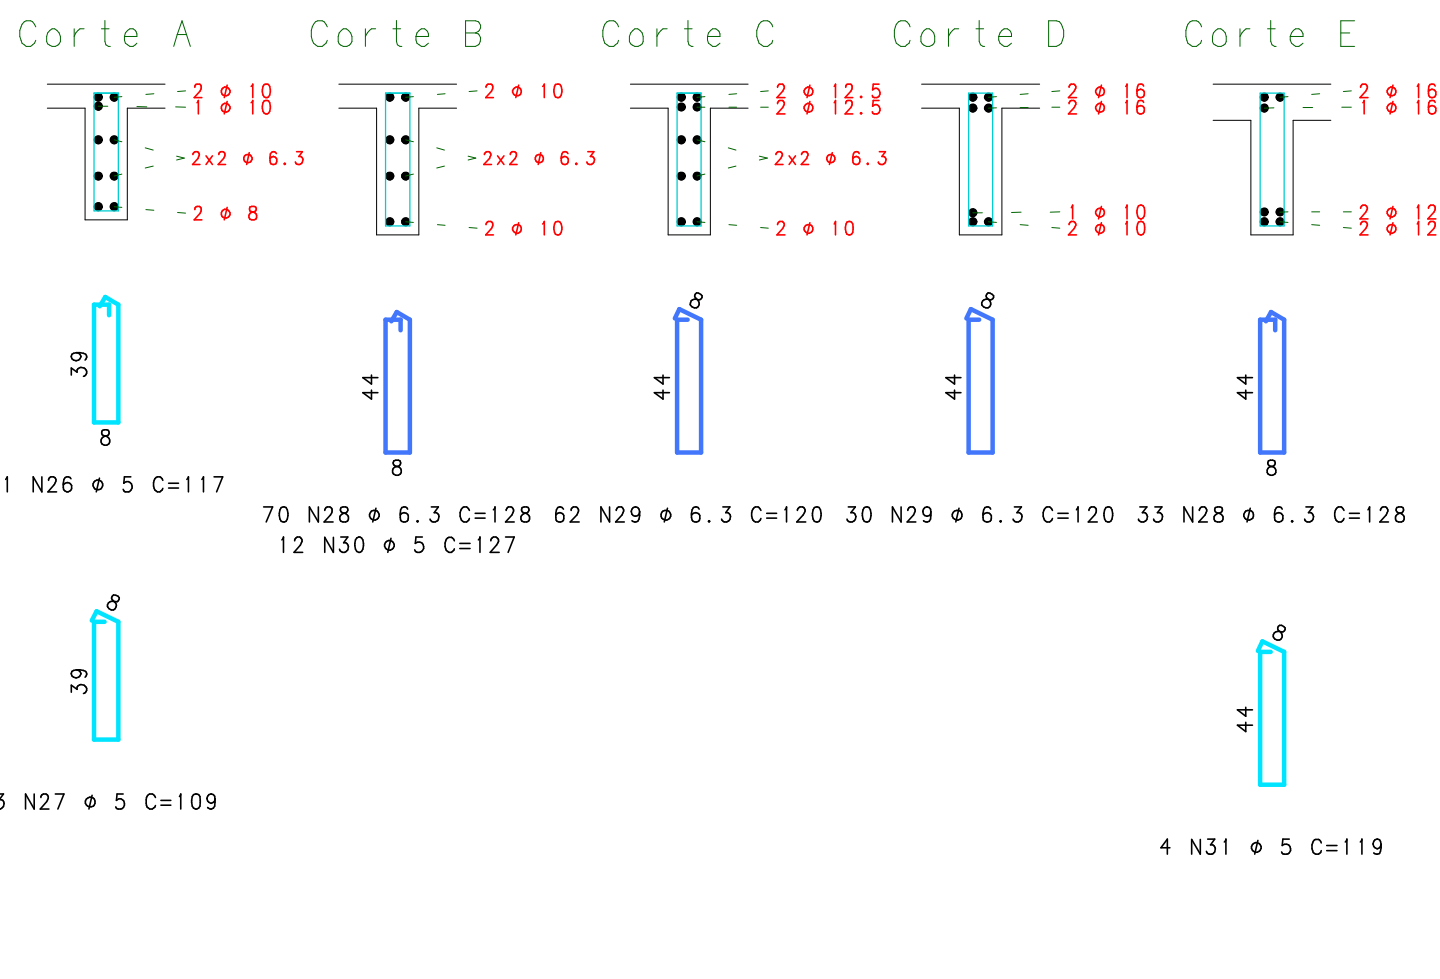 Corte A
Corte B
Corte C
Corte D
Corte E
2 φ 10
1 φ 10
2x2 φ 6.3
2 φ 8
2 φ 10
2x2 φ 6.3
2 φ 10
2 φ 12.5
2 φ 12.5
2x2 φ 6.3
2 φ 10
2 φ 16
2 φ 16
1 φ 10
2 φ 10
2 φ 16
1 φ 16
2 φ 12
2 φ 12
39
8
1 N26 φ 5 C=117
44
8
70 N28 φ 6.3 C=128
12 N30 φ 5 C=127
8
44
62 N29 φ 6.3 C=120
8
44
30 N29 φ 6.3 C=120
44
8
33 N28 φ 6.3 C=128
8
39
3 N27 φ 5 C=109
8
44
4 N31 φ 5 C=119